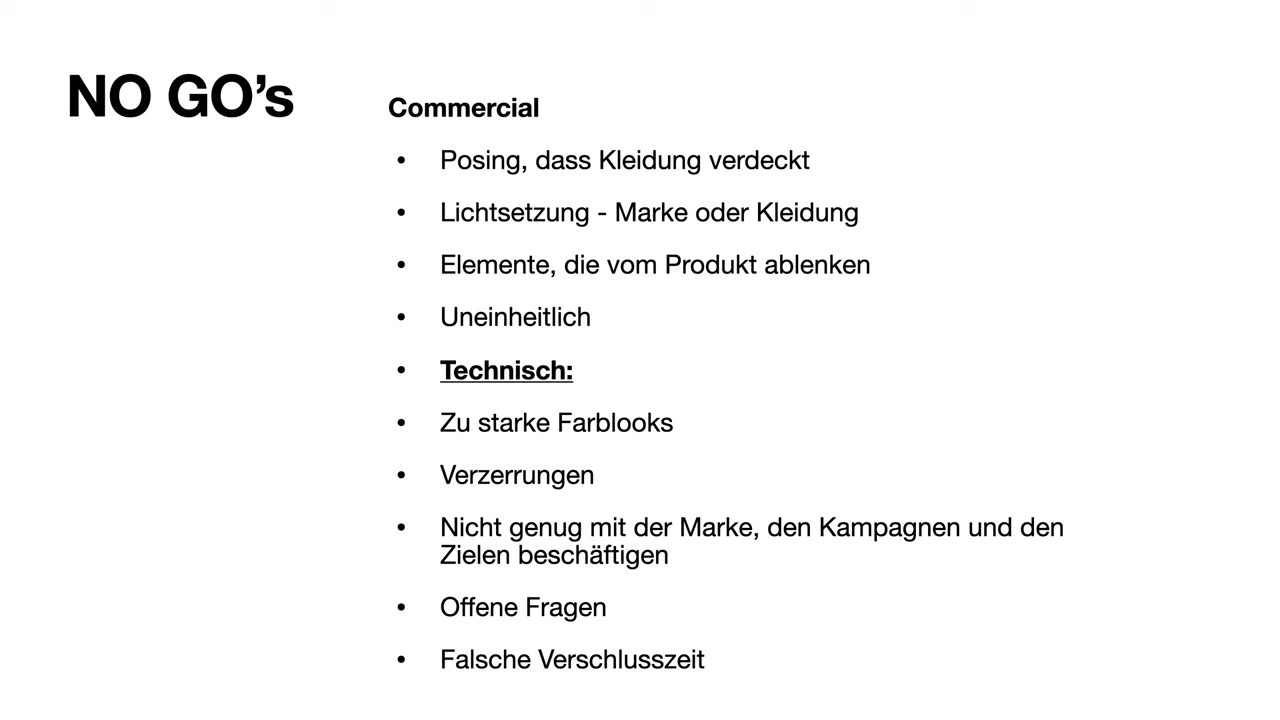 NO GO’s
Commercial
• Posing, dass Kleidung verdeckt
• Lichtsetzung - Marke oder Kleidung
• Elemente, die vom Produkt ablenken
• Uneinheitlich
• Technisch:
• Zu starke Farblooks
• Verzerrungen
• Nicht genug mit der Marke, den Kampagnen und den
Zielen beschäftigen
• Offene Fragen
• Falsche Verschlusszeit